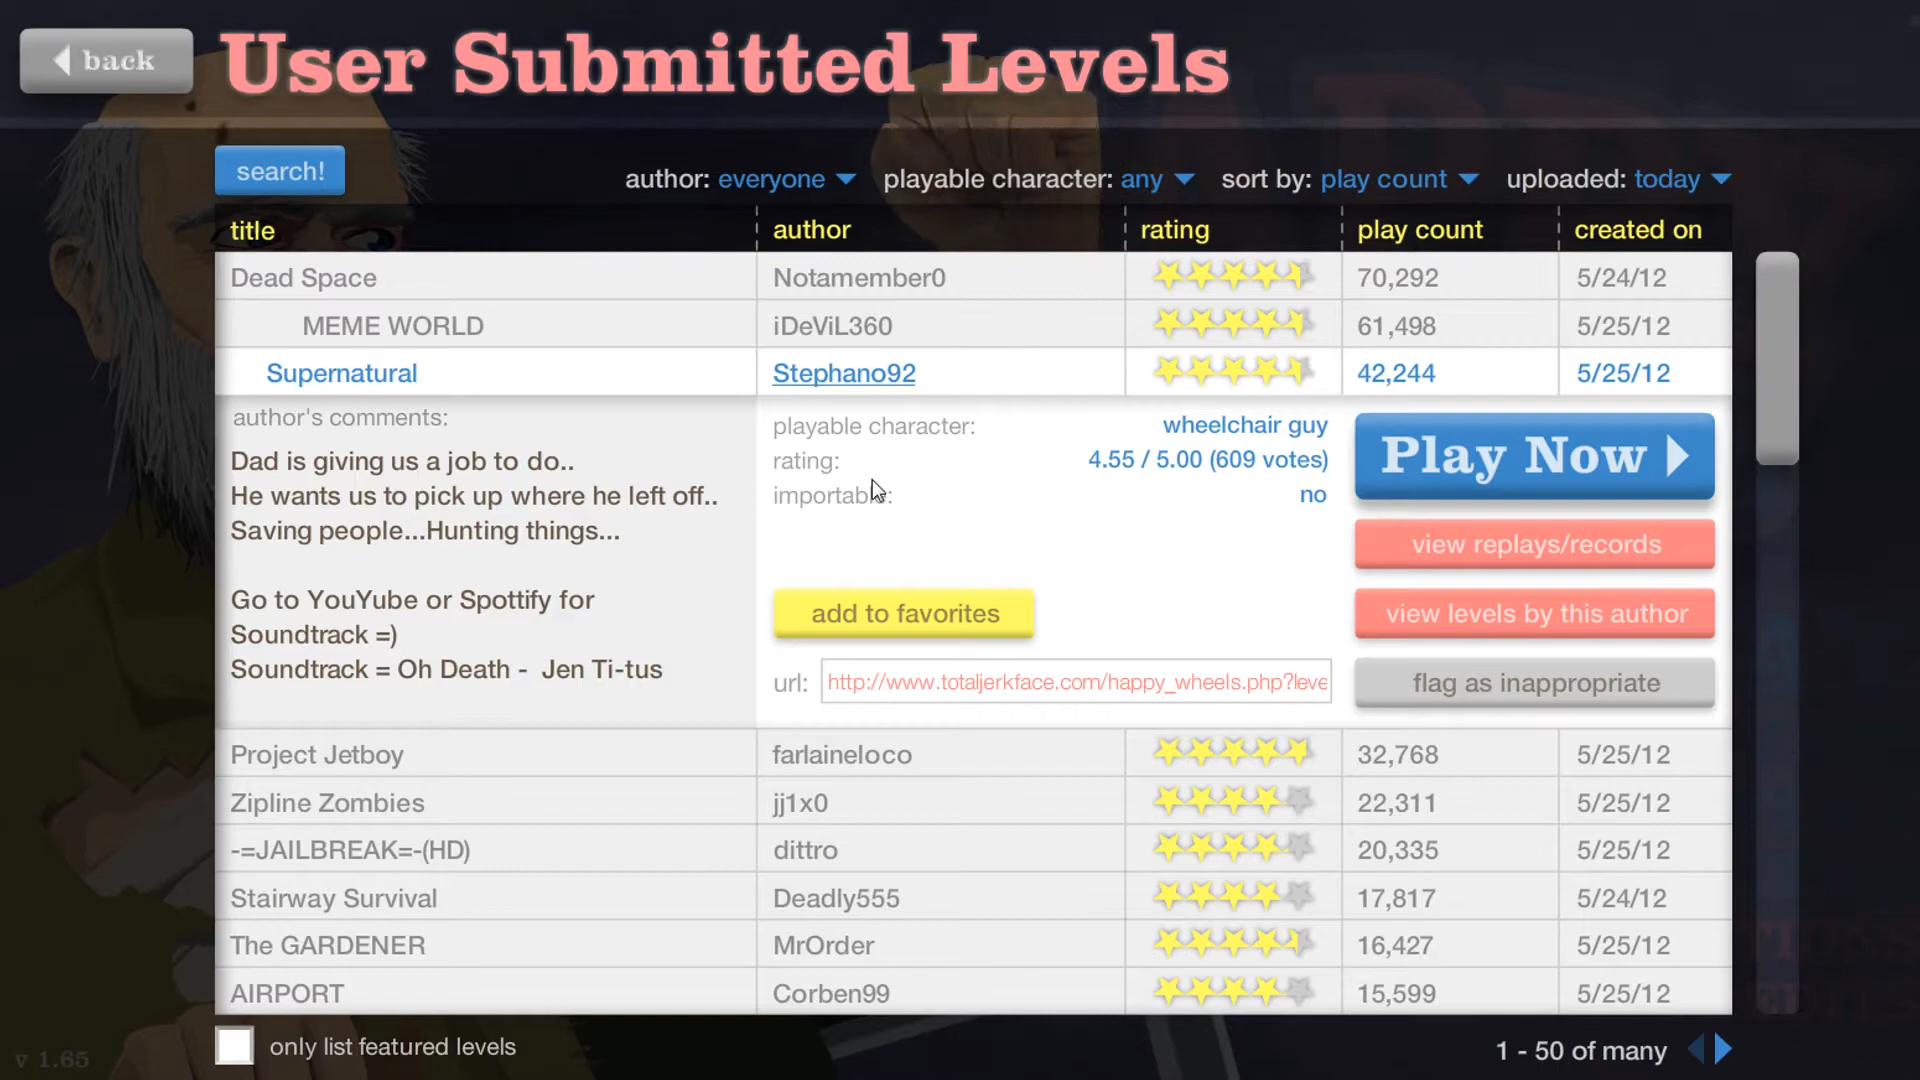 back
User Submitted Levels
search!
author: everyone playable character: any sort by: play count uploaded: today
title author rating play count created on
Dead Space Notamember0 70,292 5/24/12
MEME WORLD iDeViL360 61,498 5/25/12
Supernatural Stephano92 42,244 5/25/12
author's comments:
Dad is giving us a job to do..
He wants us to pick up where he left off..
Saving people...Hunting things...
Go to YouYube or Spottify for
Soundtrack =)
Soundtrack = Oh Death - Jen Ti-tus
playable character: wheelchair guy
rating: 4.55 / 5.00 (609 votes)
importable: no
add to favorites
url: http://www.totaljerkface.com/happy_wheels.php?leve
Play Now
view replays/records
view levels by this author
flag as inappropriate
Project Jetboy farlaineloco 32,768 5/25/12
Zipline Zombies jj1x0 22,311 5/25/12
-=JAILBREAK=-(HD) dittro 20,335 5/25/12
Stairway Survival Deadly555 17,817 5/24/12
The GARDENER MrOrder 16,427 5/25/12
AIRPORT Corben99 15,599 5/25/12
only list featured levels
1 - 50 of many
v 1.65